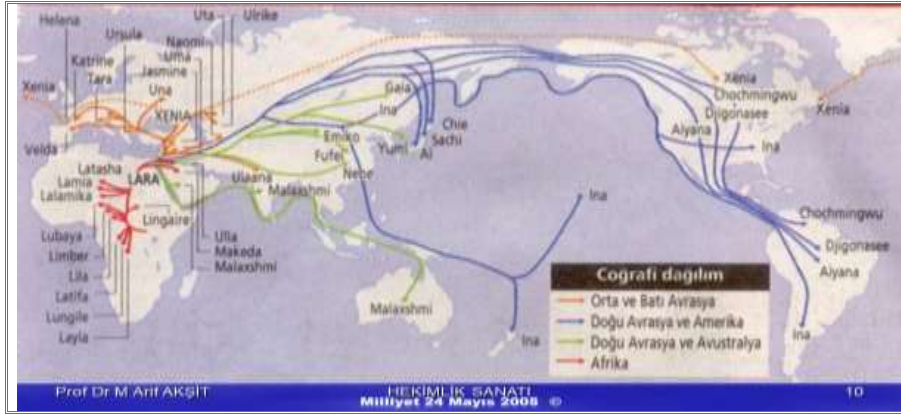 Helena
Uta
Ulrike
Ursula
Naomi
Katrine
Uma
Tara
Jasmine
Xenia
Una
XENIA
Velda
Gaia
Ina
Emiko
Fufei
Yumi
Ai
Sachi
Chie
Nene
Ulaana
Malaxshmi
Latasha
Lamia
LARA
Lalamika
Lingaire
Lubaya
Ulla
Limber
Makeda
Lila
Malaxshmi
Latifa
Lungile
Layla
Malaxshmi
Ina
Ina
Xenia
Chochmingwu
Djigonasee
Xenia
Aiyana
Ina
Chochmingwu
Djigonasee
Aiyana
Ina
Coğrafi dağılım
Orta ve Batı Avrasya
Doğu Avrasya ve Amerika
Doğu Avrasya ve Avustralya
Afrika
Prof Dr M Arif AKŞİT
HEKİMLİK SANATI
10
Milliyet 24 Mayıs 2008 ©